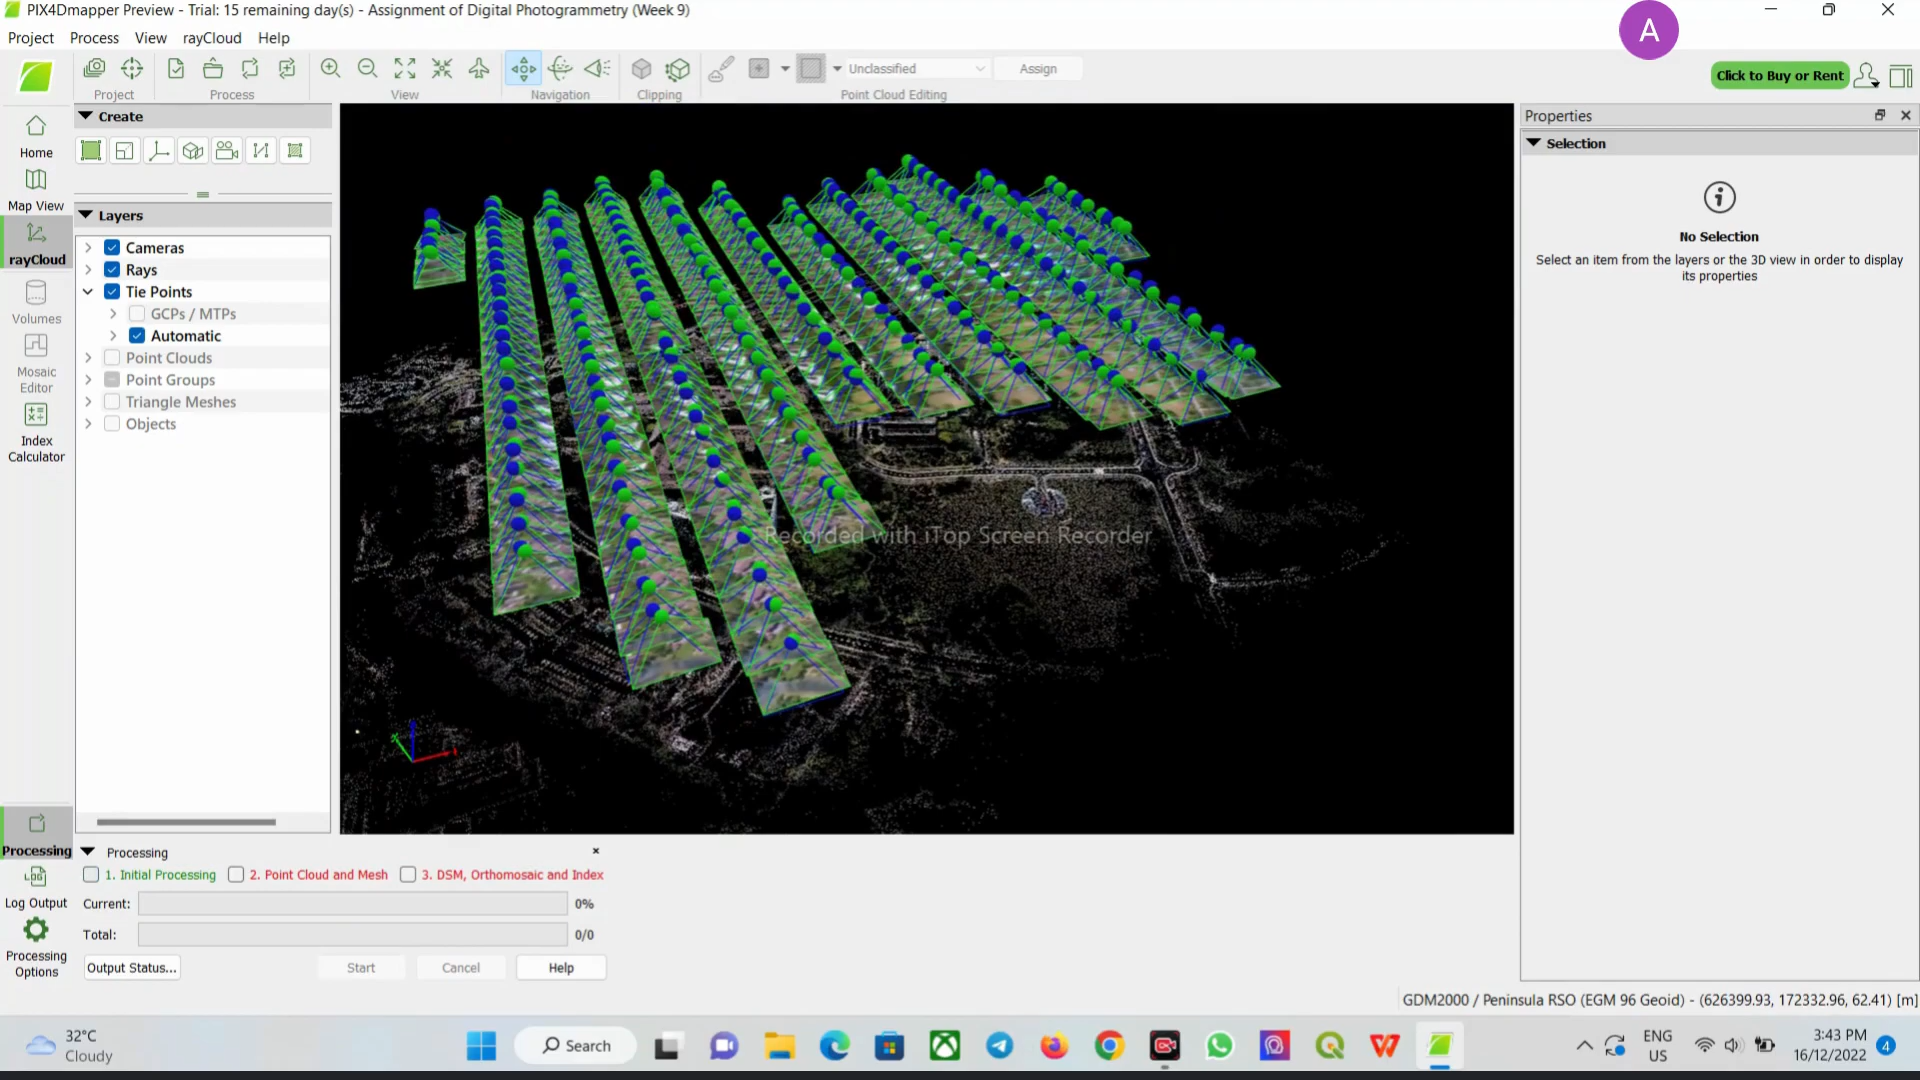 PIX4Dmapper Preview - Trial: 15 remaining day(s) - Assignment of Digital Photogrammetry (Week 9)
A
Project Process View rayCloud Help
Unclassified
Assign
Click to Buy or Rent
Project
Process
View
Navigation
Clipping
Point Cloud Editing
Home
Map View
rayCloud
Volumes
Mosaic
Editor
Index
Calculator
Create
Layers
Cameras
Rays
Tie Points
GCPs / MTPs
Automatic
Point Clouds
Point Groups
Triangle Meshes
Objects
Recorded with iTop Screen Recorder
Properties
Selection
No Selection
Select an item from the layers or the 3D view in order to display
its properties
Processing
Log Output
Processing
Options
Processing
1. Initial Processing
2. Point Cloud and Mesh
3. DSM, Orthomosaic and Index
Current: 0%
Total: 0/0
Output Status...
Start
Cancel
Help
GDM2000 / Peninsula RSO (EGM 96 Geoid) - (626399.93, 172332.96, 62.41) [m]
32°C
Cloudy
Search
ENG
US
3:43 PM
16/12/2022
4